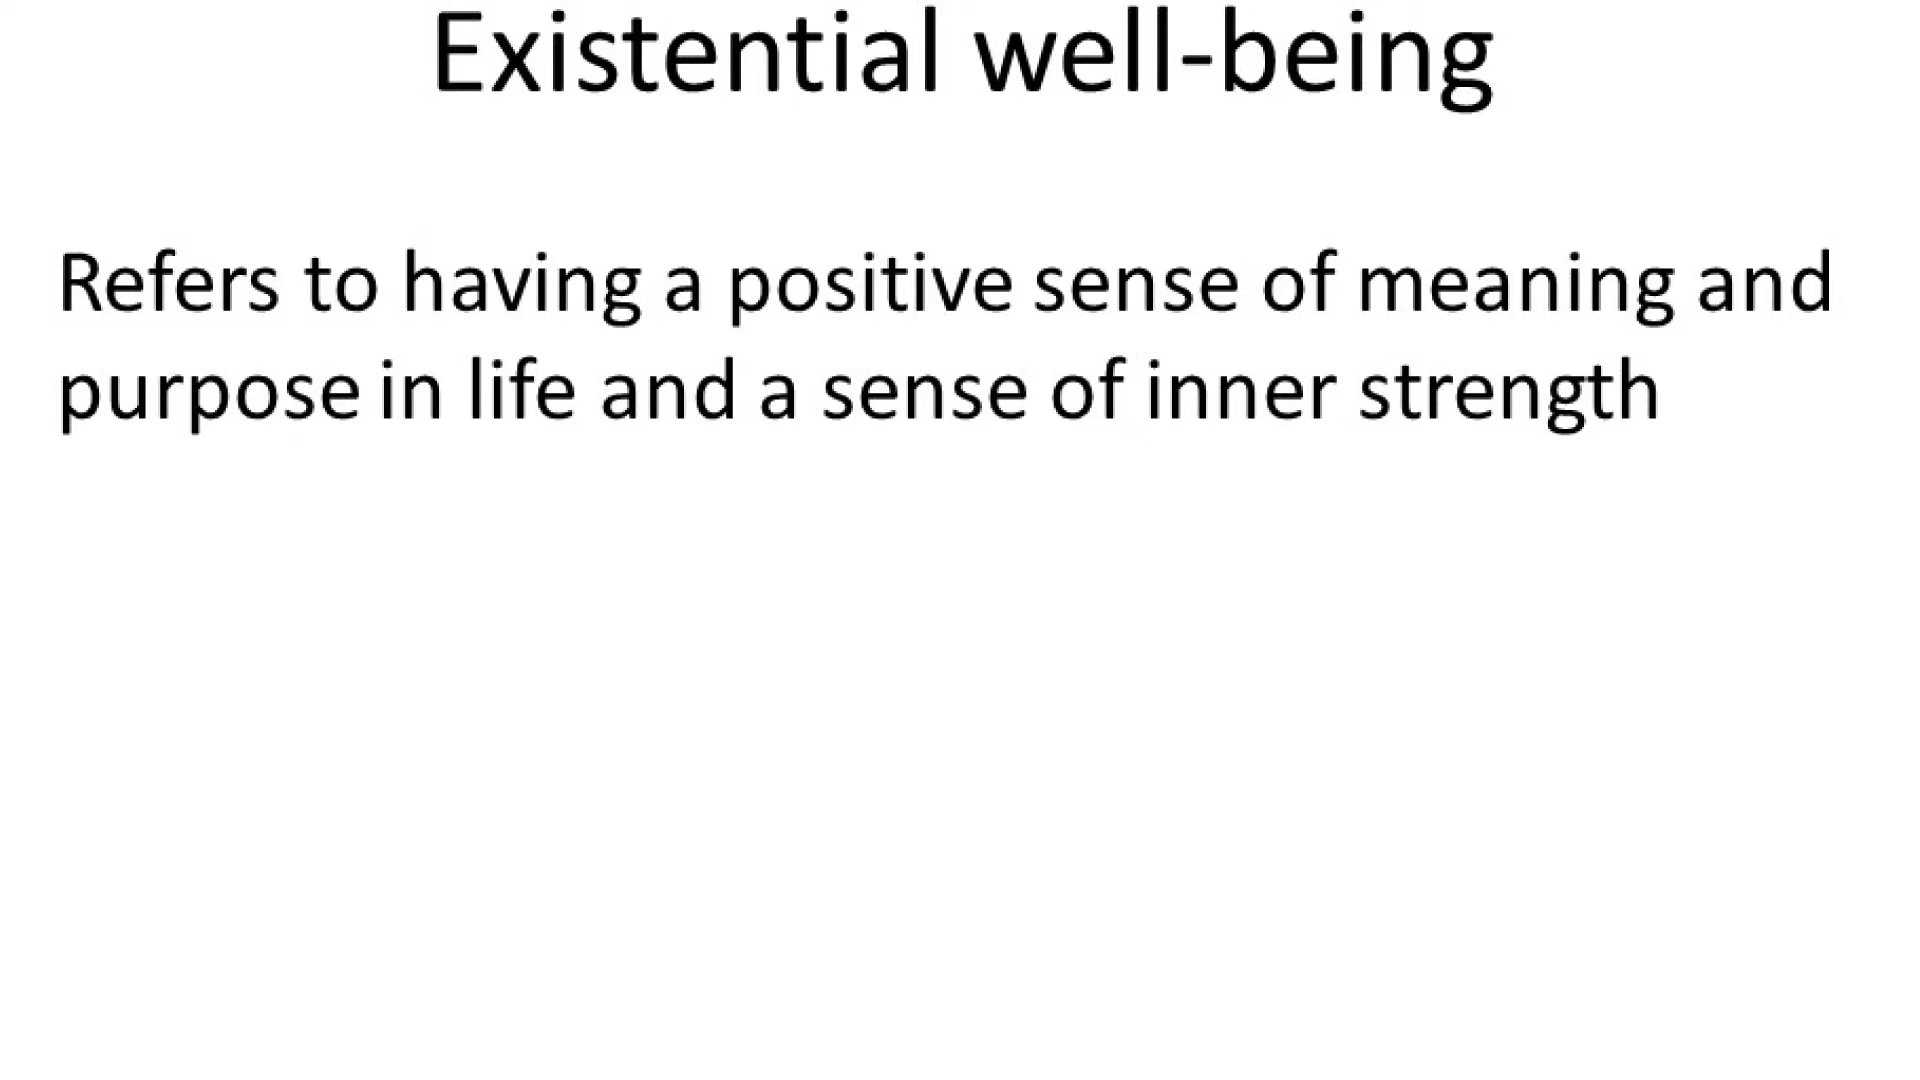 Existential well-being
Refers to having a positive sense of meaning and
purpose in life and a sense of inner strength